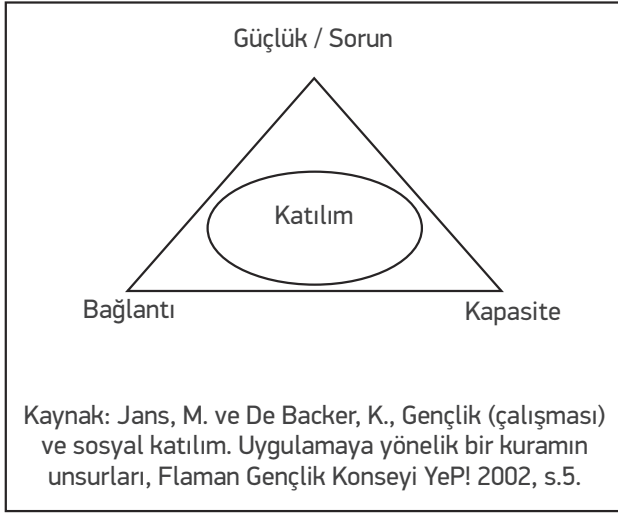 Güçlük / Sorun
Katılım
Bağlantı
Kapasite
Kaynak: Jans, M. ve De Backer, K., Gençlik (çalışması)
ve sosyal katılım. Uygulamaya yönelik bir kuramın
unsurları, Flaman Gençlik Konseyi YeP! 2002, s.5.